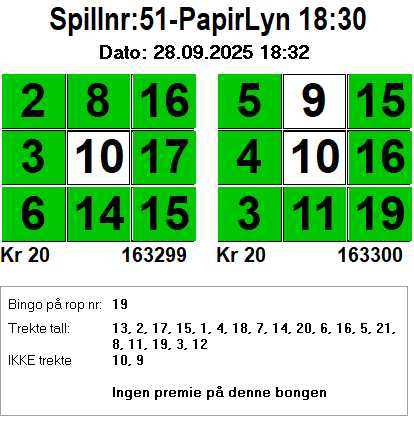 Spillnr:51-PapirLyn 18:30
Dato: 28.09.2025 18:32
2 8 16 5 9 15
3 10 17 4 10 16
6 14 15 3 11 19
Kr 20 163299 Kr 20 163300
Bingo på rop nr: 19
Trekte tall: 13, 2, 17, 15, 1, 4, 18, 7, 14, 20, 6, 16, 5, 21,
8, 11, 19, 3, 12
IKKE trekte 10, 9
Ingen premie på denne bongen